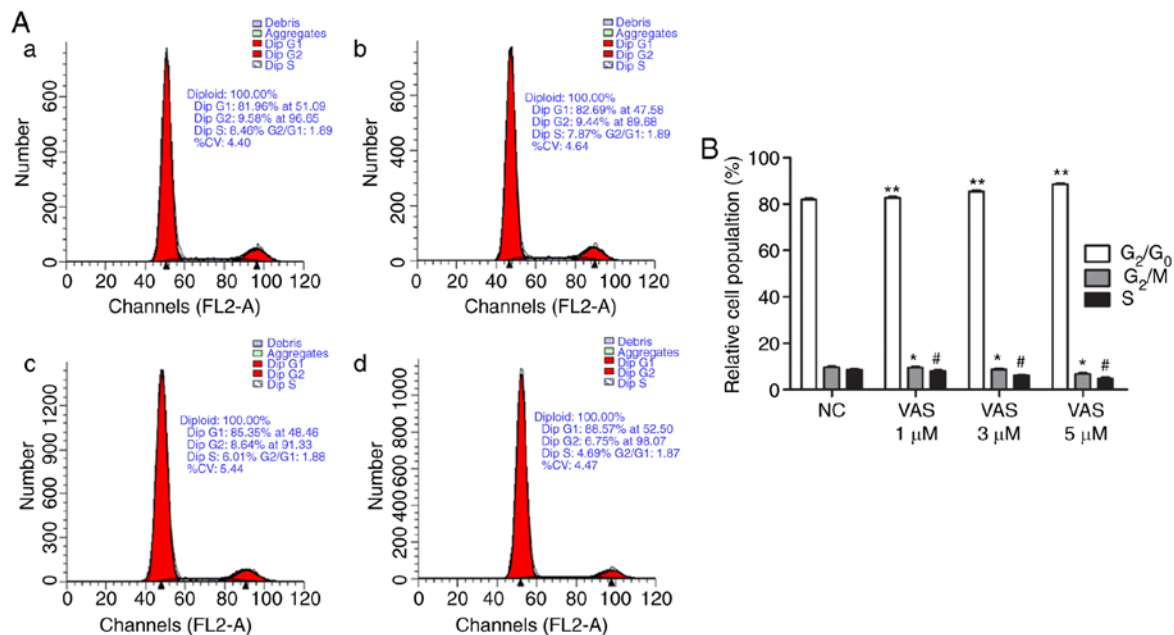 A
a
Debris
Aggregates
Dip G1
Dip G2
Dip S
Diploid: 100.00%
Dip G1: 81.96% at 51.09
Dip G2: 9.58% at 96.65
Dip S: 8.46% G2/G1: 1.89
%CV: 4.40
Number
0 200 400 600
0 20 40 60 80 100 120
Channels (FL2-A)
b
Debris
Aggregates
Dip G1
Dip G2
Dip S
Diploid: 100.00%
Dip G1: 82.69% at 47.58
Dip G2: 9.44% at 89.68
Dip S: 7.87% G2/G1: 1.89
%CV: 4.64
Number
0 200 400 600
0 20 40 60 80 100 120
Channels (FL2-A)
c
Debris
Aggregates
Dip G1
Dip G2
Dip S
Diploid: 100.00%
Dip G1: 85.35% at 48.46
Dip G2: 8.64% at 91.33
Dip S: 6.01% G2/G1: 1.88
%CV: 5.44
Number
0 300 600 900 1200
0 20 40 60 80 100 120
Channels (FL2-A)
d
Debris
Aggregates
Dip G1
Dip G2
Dip S
Diploid: 100.00%
Dip G1: 88.57% at 52.50
Dip G2: 6.75% at 98.07
Dip S: 4.69% G2/G1: 1.87
%CV: 4.47
Number
0 200 400 600 800 1000
0 20 40 60 80 100 120
Channels (FL2-A)
B
Relative cell populaltion (%)
100
80
60
40
20
0
** ** **
* # * # * #
NC VAS 1 μM VAS 3 μM VAS 5 μM
G₂/G₀
G₂/M
S